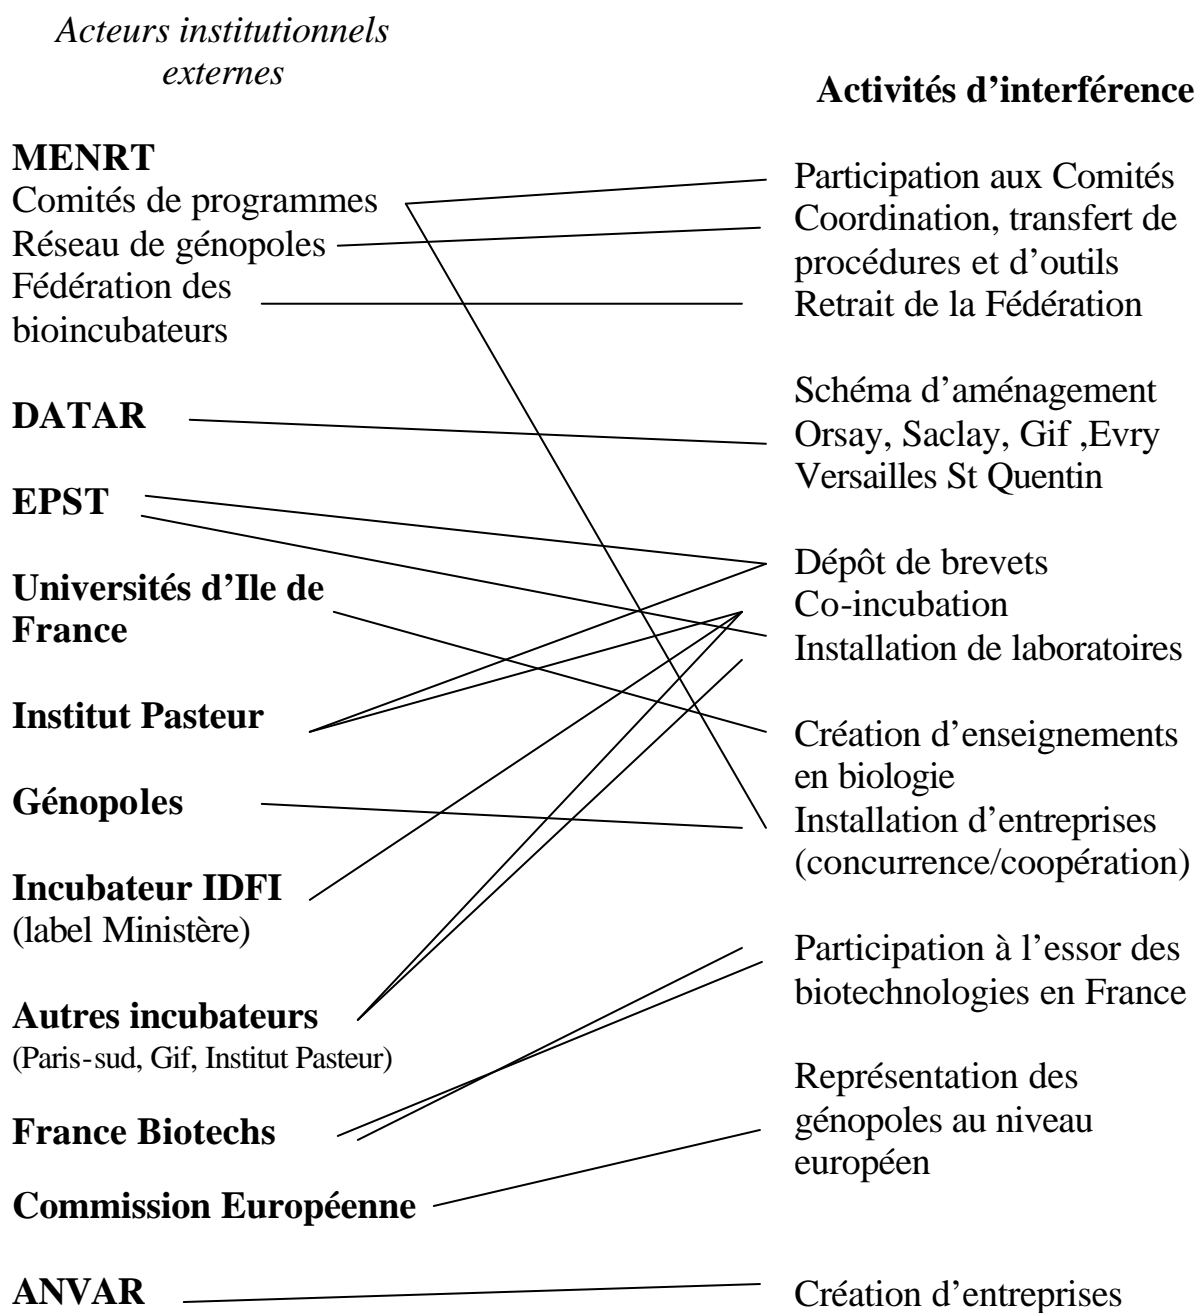 Acteurs institutionnels
externes
Activités d’interférence
MENRT
Comités de programmes
Réseau de génopoles
Fédération des
bioincubateurs
DATAR
EPST
Universités d’Ile de
France
Institut Pasteur
Génopoles
Incubateur IDFI
(label Ministère)
Autres incubateurs
(Paris-sud, Gif, Institut Pasteur)
France Biotechs
Commission Européenne
ANVAR
Participation aux Comités
Coordination, transfert de
procédures et d’outils
Retrait de la Fédération
Schéma d’aménagement
Orsay, Saclay, Gif ,Evry
Versailles St Quentin
Dépôt de brevets
Co-incubation
Installation de laboratoires
Création d’enseignements
en biologie
Installation d’entreprises
(concurrence/coopération)
Participation à l’essor des
biotechnologies en France
Représentation des
génopoles au niveau
européen
Création d’entreprises